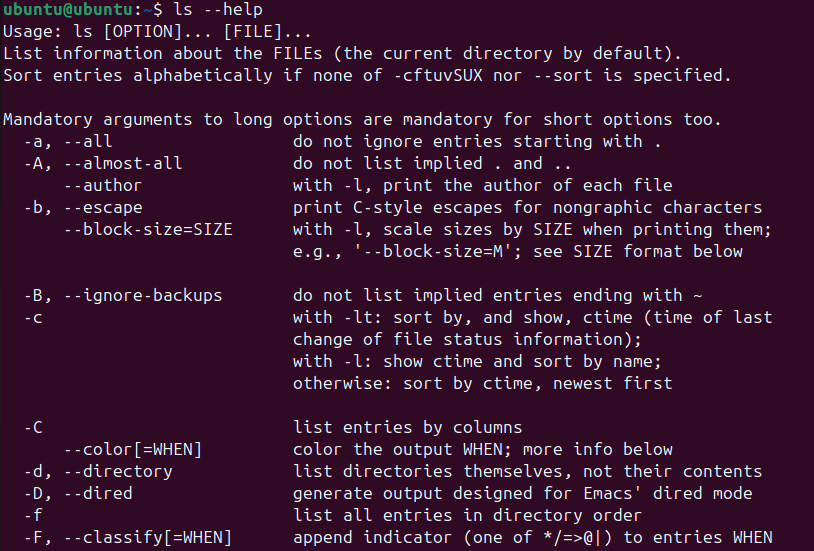 ubuntu@ubuntu:~$ ls --help
Usage: ls [OPTION]... [FILE]...
List information about the FILEs (the current directory by default).
Sort entries alphabetically if none of -cftuvSUX nor --sort is specified.

Mandatory arguments to long options are mandatory for short options too.
  -a, --all                  do not ignore entries starting with .
  -A, --almost-all           do not list implied . and ..
      --author               with -l, print the author of each file
  -b, --escape               print C-style escapes for nongraphic characters
      --block-size=SIZE      with -l, scale sizes by SIZE when printing them;
                             e.g., '--block-size=M'; see SIZE format below

  -B, --ignore-backups       do not list implied entries ending with ~
  -c                         with -lt: sort by, and show, ctime (time of last
                             change of file status information);
                             with -l: show ctime and sort by name;
                             otherwise: sort by ctime, newest first

  -C                         list entries by columns
      --color[=WHEN]         color the output WHEN; more info below
  -d, --directory            list directories themselves, not their contents
  -D, --dired                generate output designed for Emacs' dired mode
  -f                         list all entries in directory order
  -F, --classify[=WHEN]      append indicator (one of */=>@|) to entries WHEN